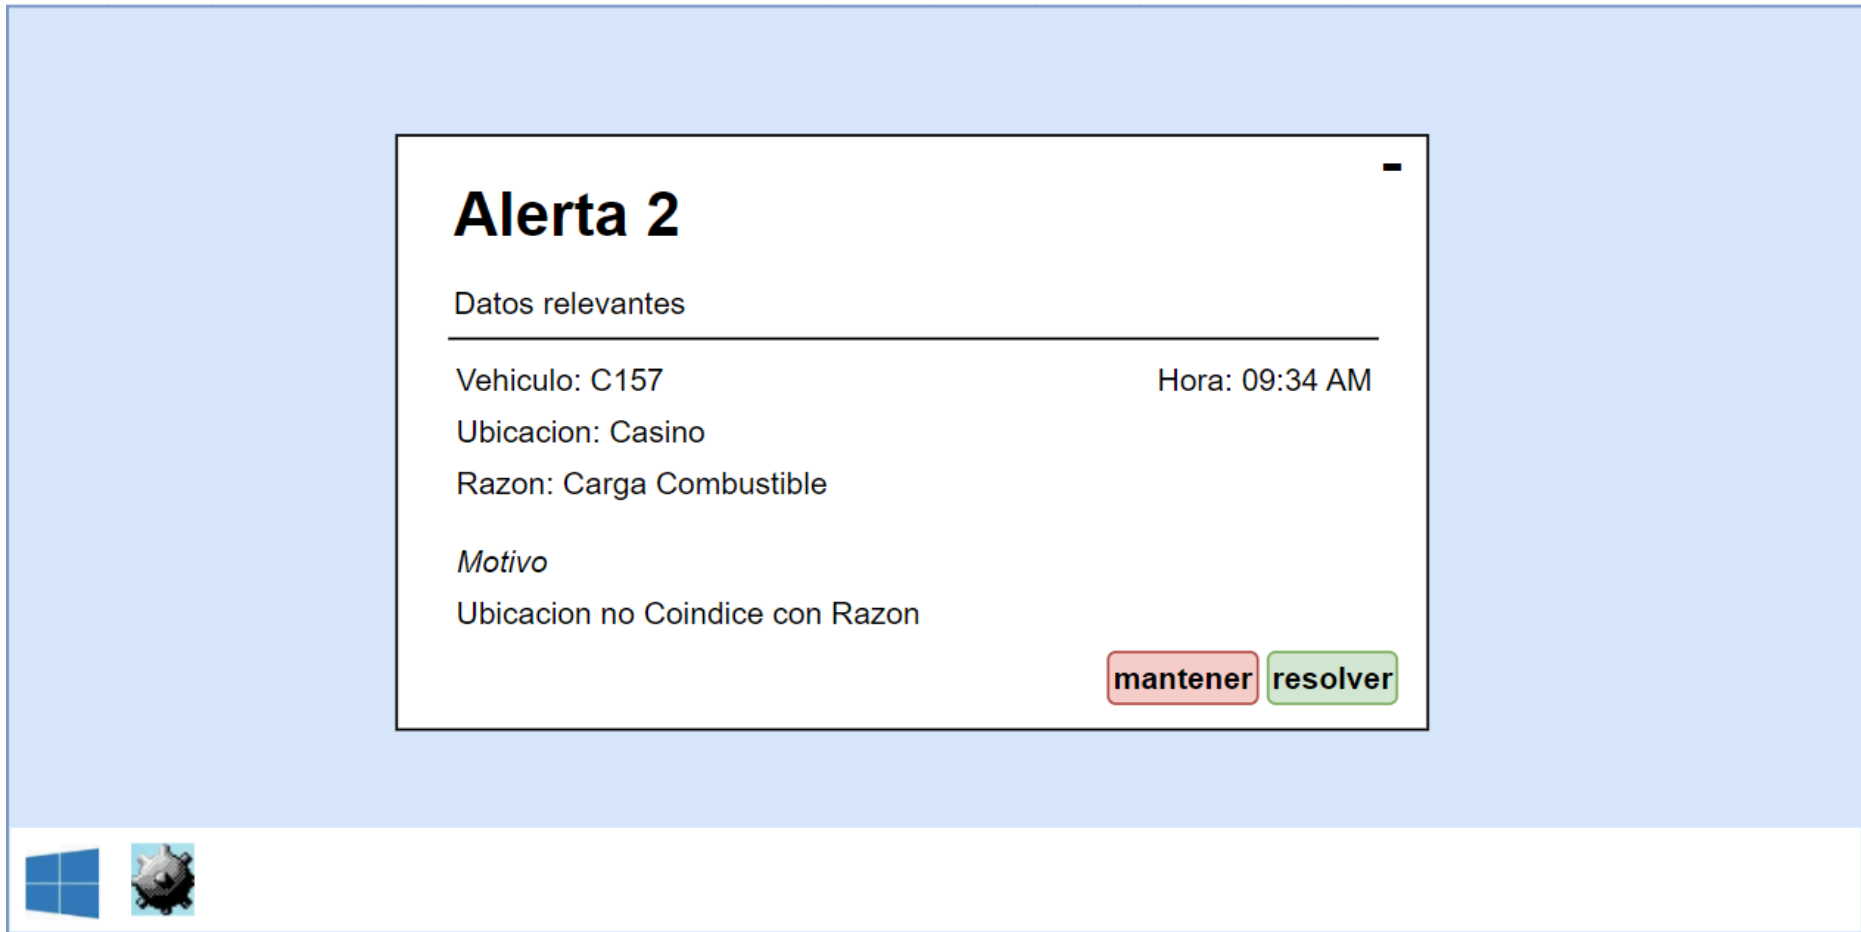 -
Alerta 2
Datos relevantes
Vehiculo: C157 Hora: 09:34 AM
Ubicacion: Casino
Razon: Carga Combustible
Motivo
Ubicacion no Coindice con Razon
mantener resolver